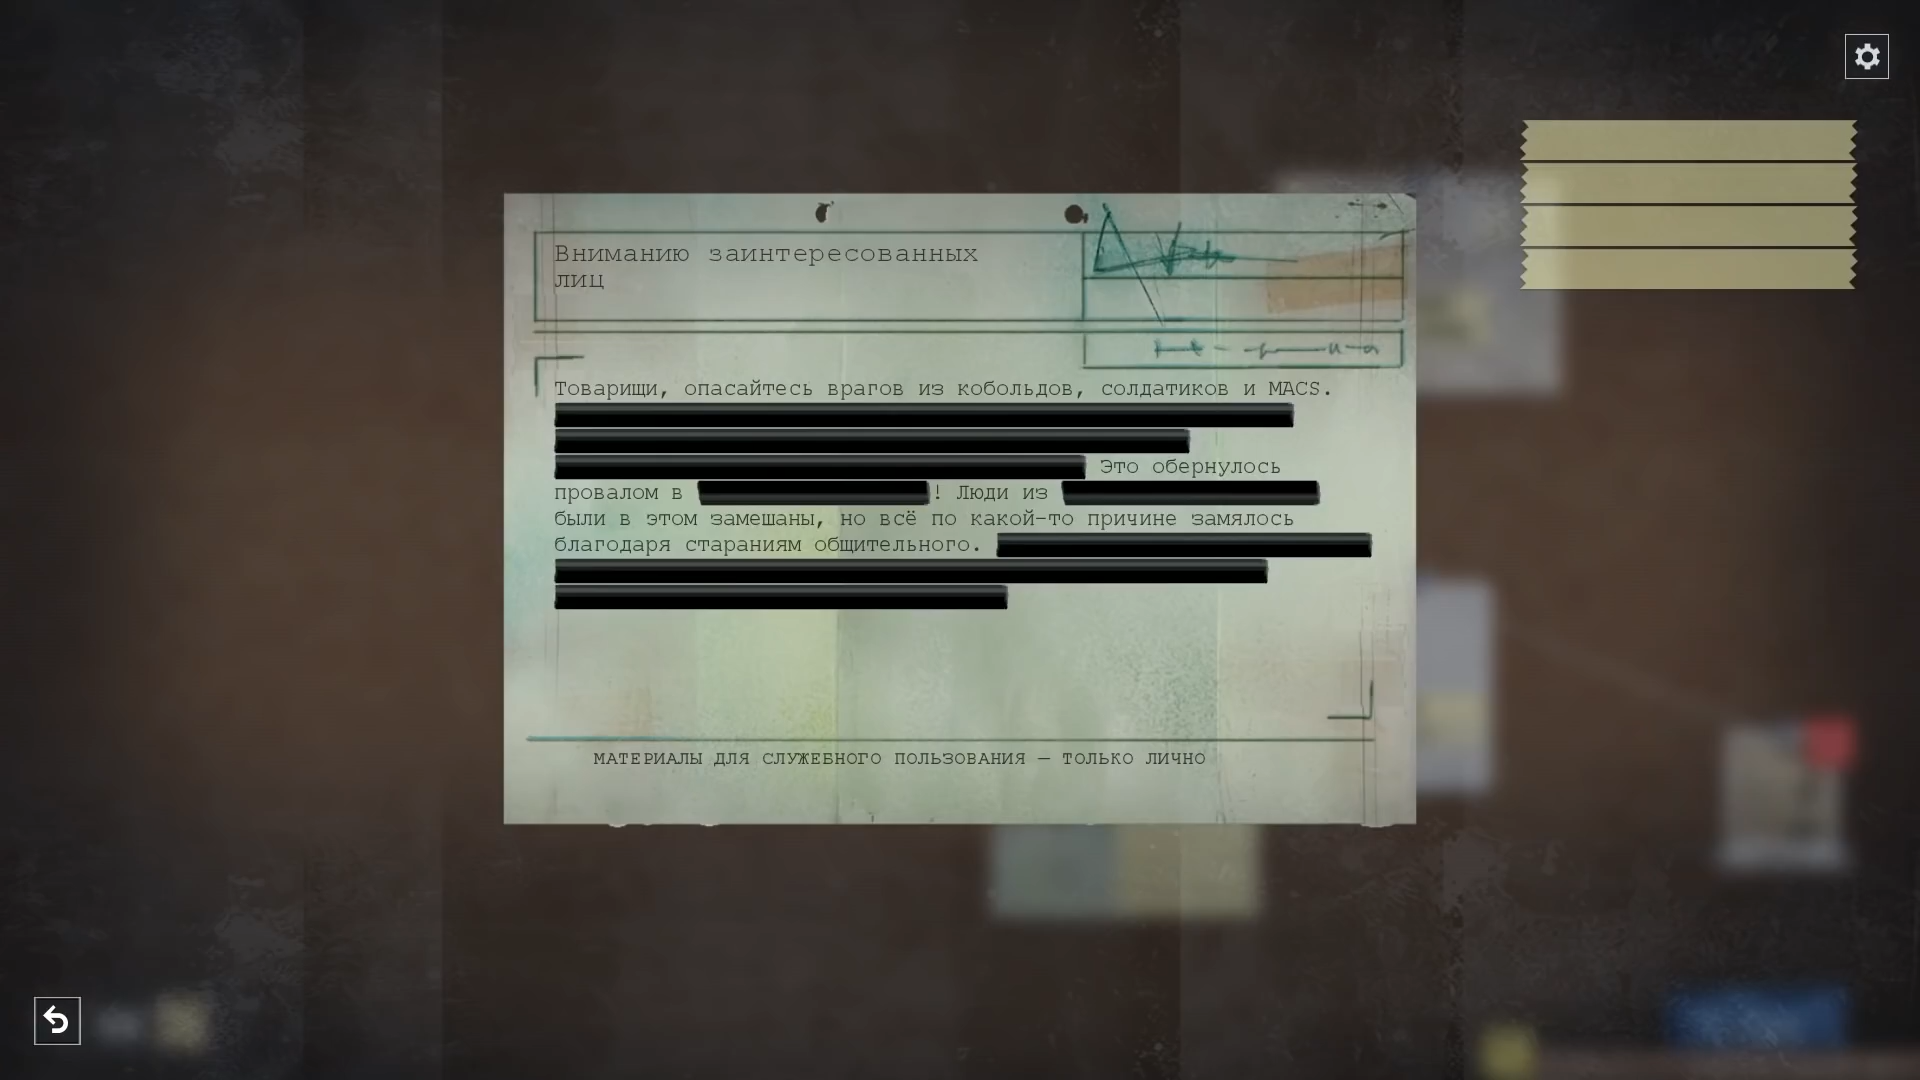 Вниманию заинтересованных
лиц
Товарищи, опасайтесь врагов из кобольдов, солдатиков и MACS.
Это обернулось
провалом в ! Люди из
были в этом замешаны, но всё по какой-то причине замялось
благодаря стараниям общительного.
МАТЕРИАЛЫ ДЛЯ СЛУЖЕБНОГО ПОЛЬЗОВАНИЯ — ТОЛЬКО ЛИЧНО